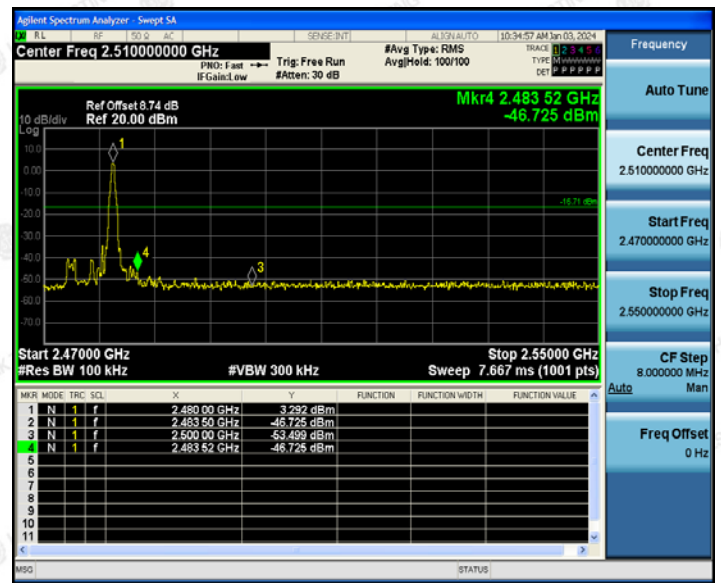 Agilent Spectrum Analyzer - Swept SA
RL RF 50 Ω AC SENSE:INT ALIGNAUTO 10:34:57 AM Jan 03, 2024
Center Freq 2.510000000 GHz
PNO: Fast
IFGain:Low
Trig: Free Run
#Atten: 30 dB
#Avg Type: RMS
Avg|Hold: 100/100
TRACE 1 2 3 4 5 6
TYPE M
DET P P P P P P
Ref Offset 8.74 dB
10 dB/div Ref 20.00 dBm
Log
Mkr4 2.483 52 GHz
-46.725 dBm
10.0
0.00
-10.0
-20.0
-30.0
-40.0
-50.0
-60.0
-70.0
1
4
3
-16.71 dBm
Start 2.47000 GHz Stop 2.55000 GHz
#Res BW 100 kHz #VBW 300 kHz Sweep 7.667 ms (1001 pts)
MKR MODE TRC SCL X Y FUNCTION FUNCTION WIDTH FUNCTION VALUE
1 N 1 f 2.480 00 GHz 3.292 dBm
2 N 1 f 2.483 50 GHz -46.725 dBm
3 N 1 f 2.500 00 GHz -53.499 dBm
4 N 1 f 2.483 52 GHz -46.725 dBm
5
6
7
8
9
10
11
MSG STATUS
Frequency
Auto Tune
Center Freq
2.510000000 GHz
Start Freq
2.470000000 GHz
Stop Freq
2.550000000 GHz
CF Step
8.000000 MHz
Auto Man
Freq Offset
0 Hz